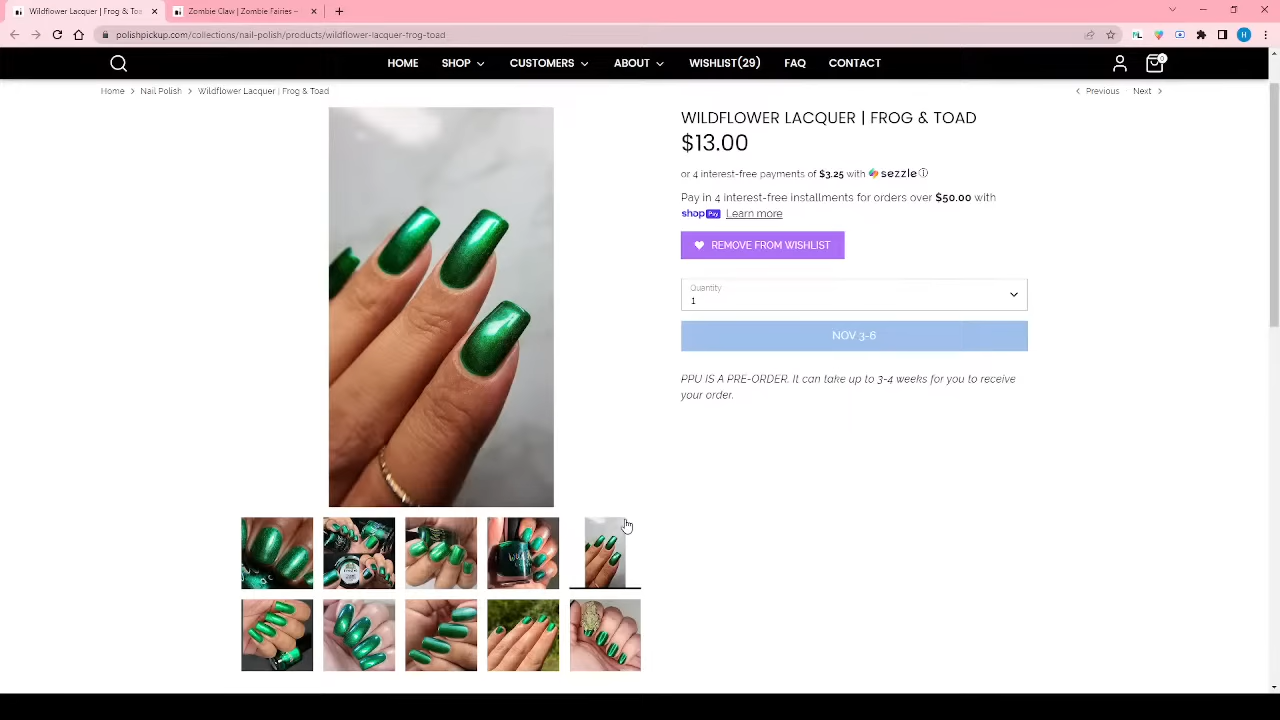 Wildflower Lacquer | Frog & Toa
Zombie Claw | Zombie Fairies –
polishpickup.com/collections/nail-polish/products/wildflower-lacquer-frog-toad
H
HOME SHOP CUSTOMERS ABOUT WISHLIST(29) FAQ CONTACT
0
Home > Nail Polish > Wildflower Lacquer | Frog & Toad
< Previous Next >
WILDFLOWER LACQUER | FROG & TOAD
$13.00
or 4 interest-free payments of $3.25 with sezzle
Pay in 4 interest-free installments for orders over $50.00 with
shop Pay Learn more
REMOVE FROM WISHLIST
Quantity
1
NOV 3-6
PPU IS A PRE-ORDER. It can take up to 3-4 weeks for you to receive
your order.